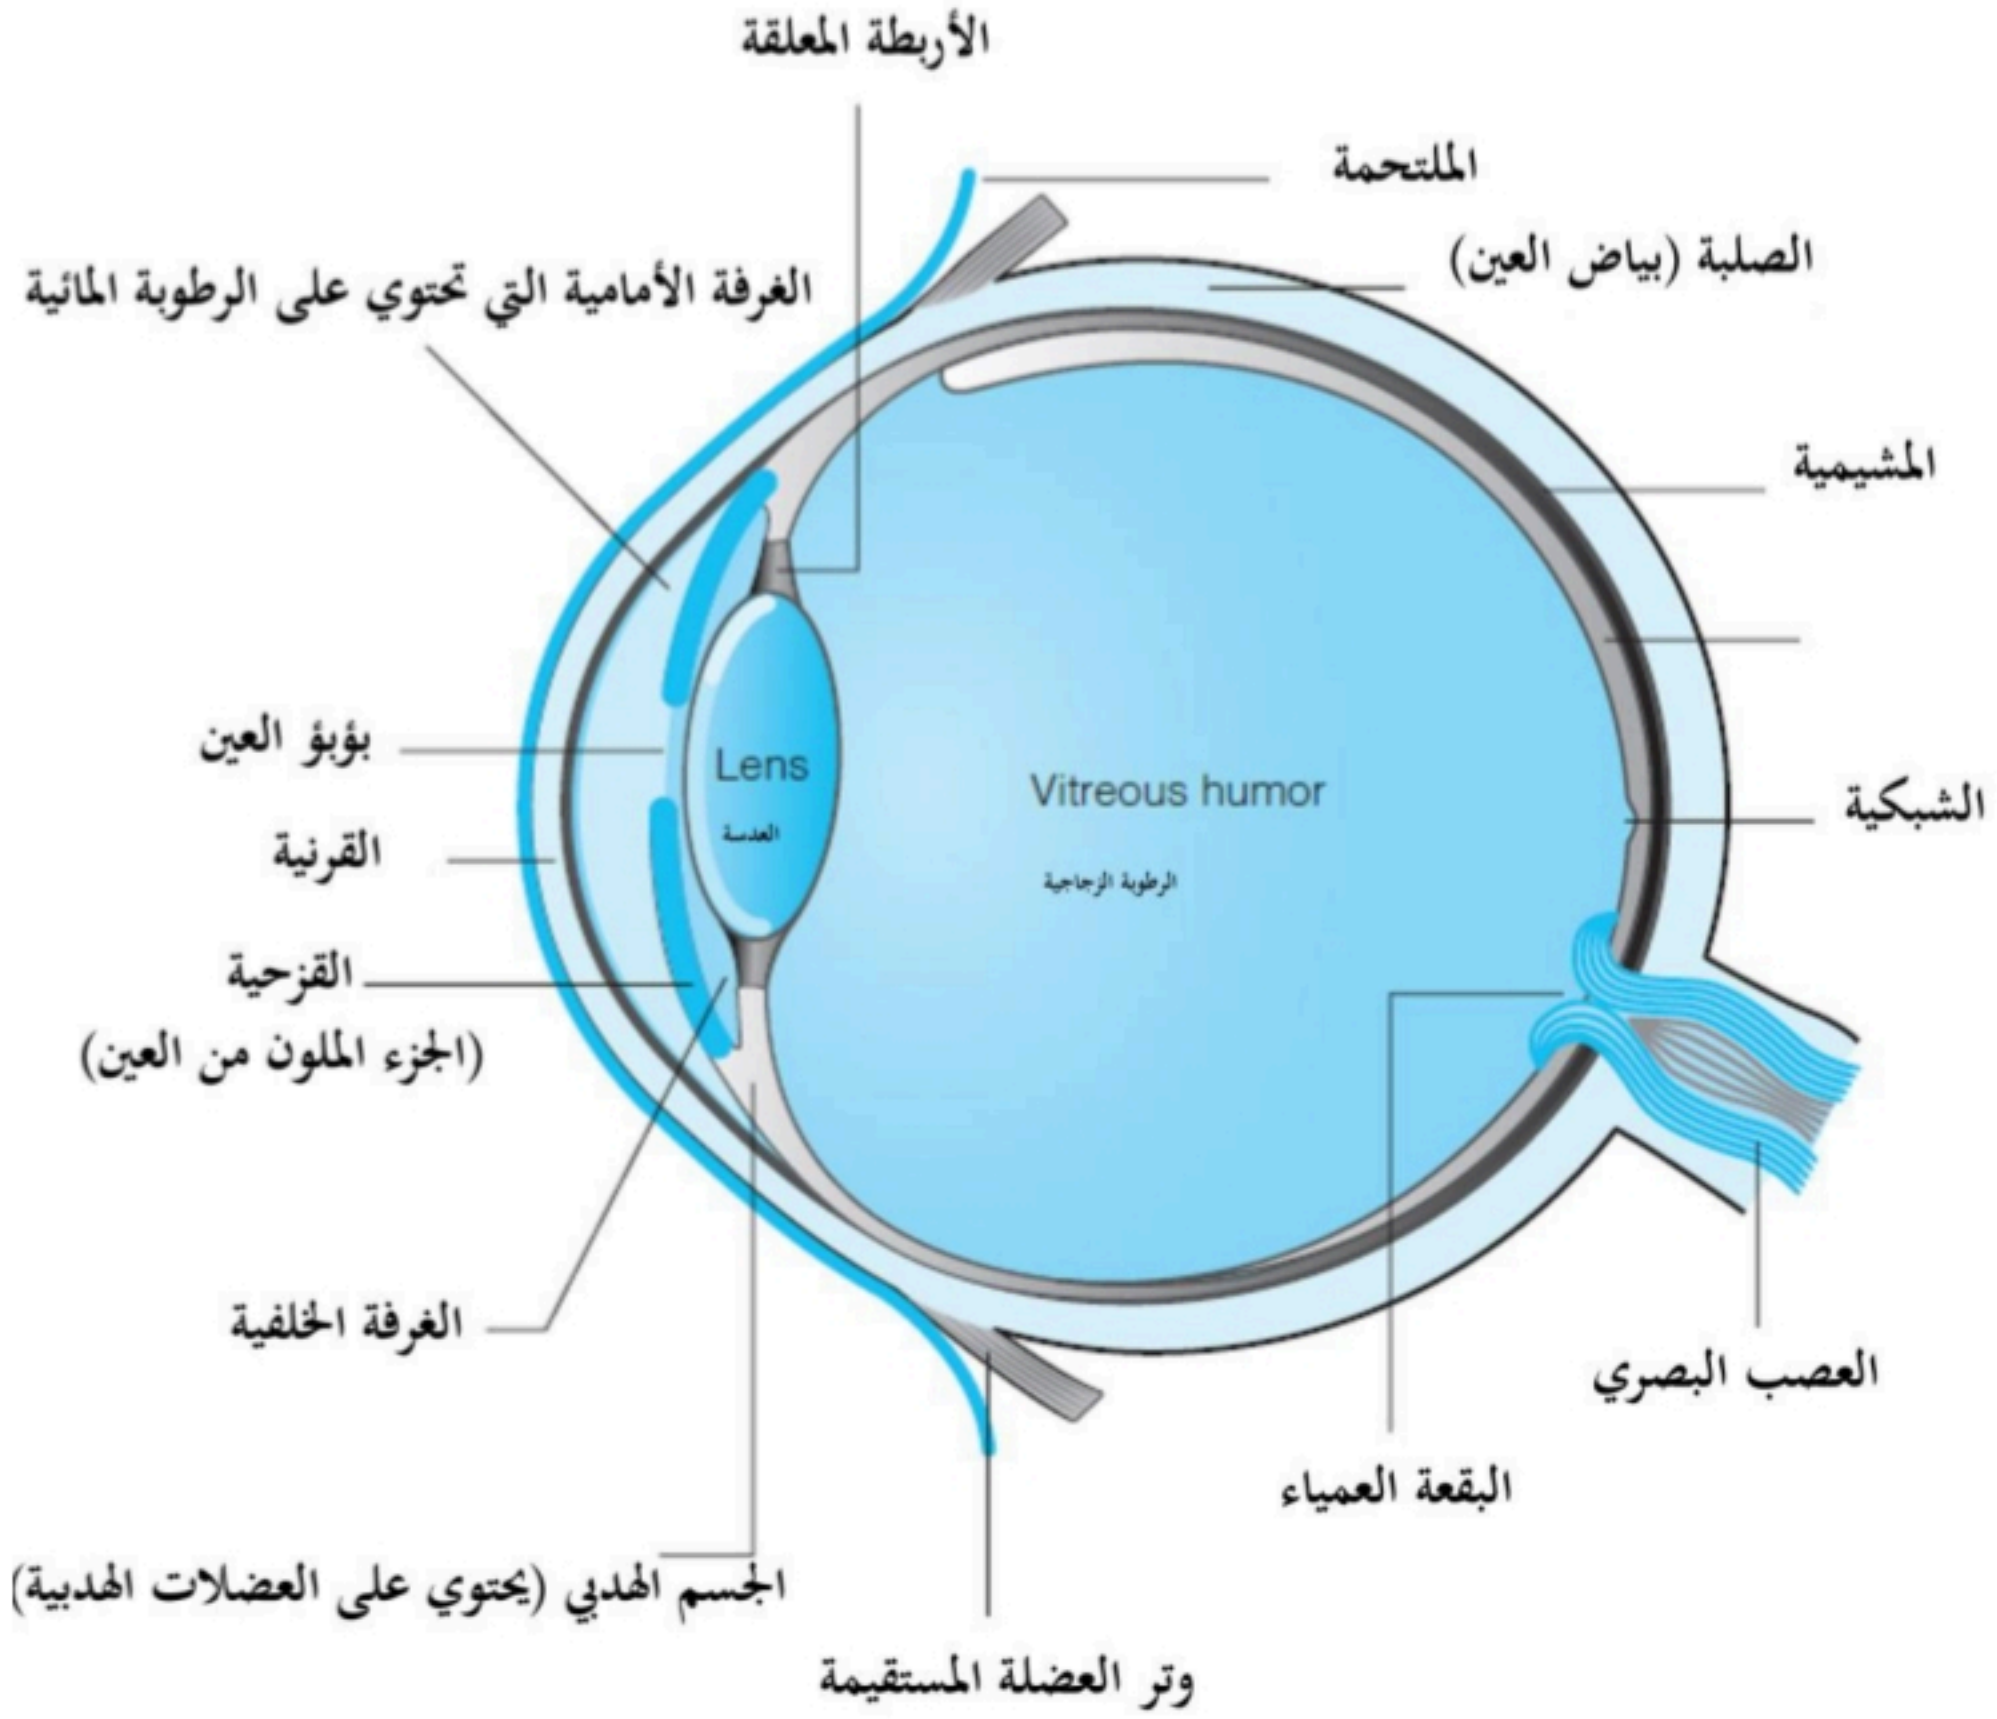 الأربطة المعلقة
الملتحمة
الصلبة (بياض العين)
الغرفة الأمامية التي تحتوي على الرطوبة المائية
المشيمية
بؤبؤ العين
Lens
العدسة
Vitreous humor
الرطوبة الزجاجية
الشبكية
القرنية
القزحية
(الجزء الملون من العين)
الغرفة الخلفية
العصب البصري
البقعة العمياء
الجسم الهدبي (يحتوي على العضلات الهدبية)
وتر العضلة المستقيمة